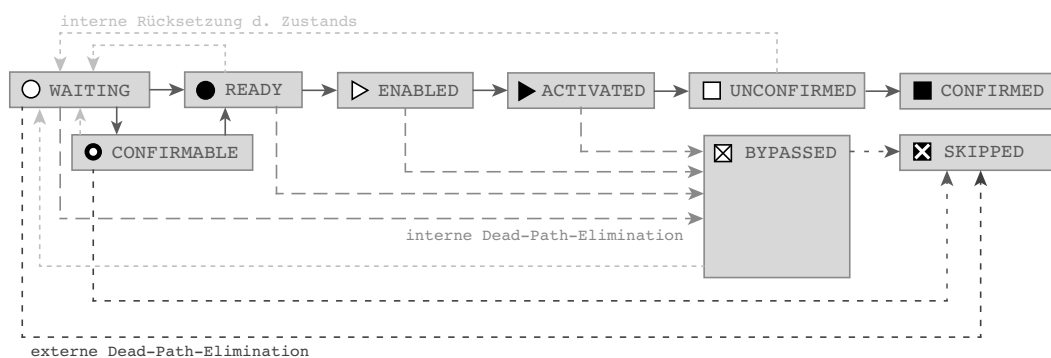 interne Rücksetzung d. Zustands
WAITING
READY
ENABLED
ACTIVATED
UNCONFIRMED
CONFIRMED
CONFIRMABLE
BYPASSED
SKIPPED
interne Dead-Path-Elimination
externe Dead-Path-Elimination